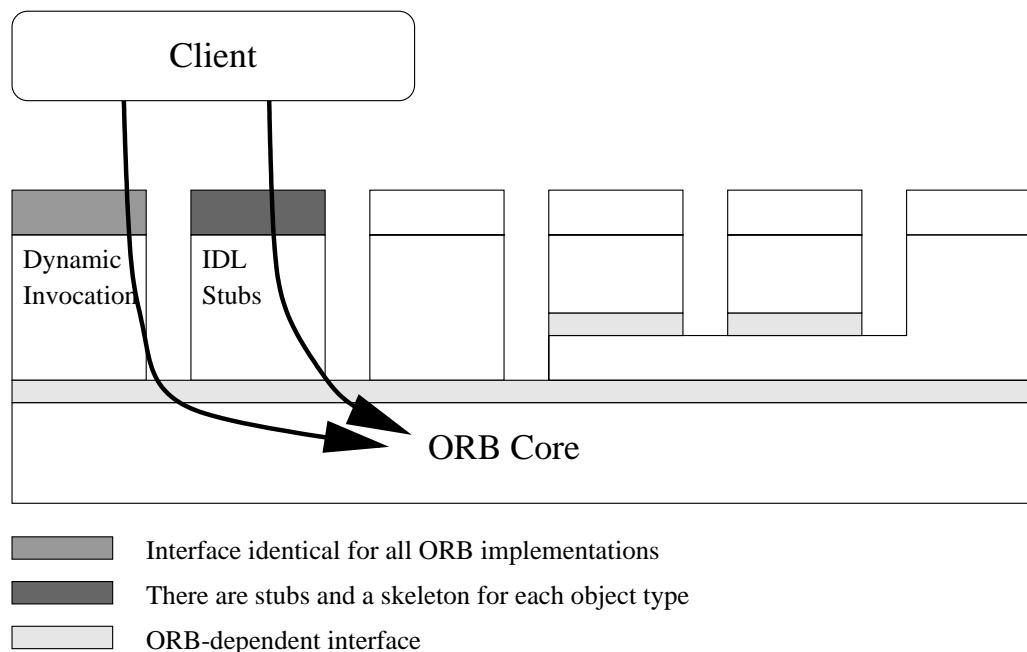 Client
Dynamic
Invocation
IDL
Stubs
ORB Core
Interface identical for all ORB implementations
There are stubs and a skeleton for each object type
ORB-dependent interface